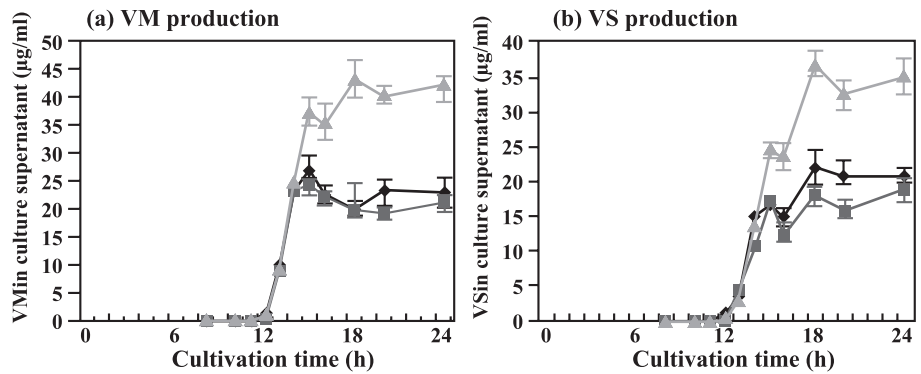 (a) VM production
VMin culture supernatant (µg/ml)
50
45
40
35
30
25
20
15
10
5
0
0 6 12 18 24
Cultivation time (h)
(b) VS production
VSin culture supernatant (µg/ml)
40
35
30
25
20
15
10
5
0
0 6 12 18 24
Cultivation time (h)